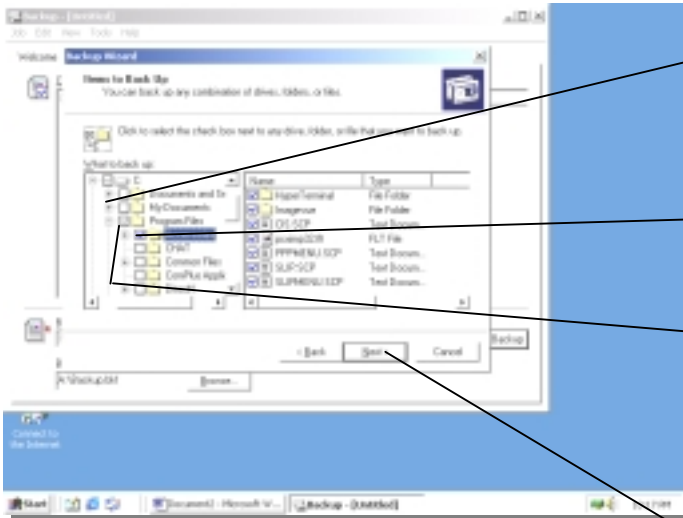 Backup - [Untitled]
Job Edit View Tools Help
Welcome
Backup Wizard
Items to Back Up
You can back up any combination of drives, folders, or files.
Click to select the check box next to any drive, folder, or file that you want to back up.
What to back up:
C:
Documents and Se
My Documents
Program Files
CHAT
Common Files
ComPlus Applic
Name Type
HyperTerminal File Folder
Imagevue File Folder
CIS.SCP Text Docum...
FLT File
PPPMENU.SCP Text Docum...
SLIP.SCP Text Docum...
SLIPMENU.SCP Text Docum...
< Back Next > Cancel
Backup
A:\Backup.bkf Browse...
Connect to
the Internet
Start Document1 - Microsoft W... Backup - [Untitled]